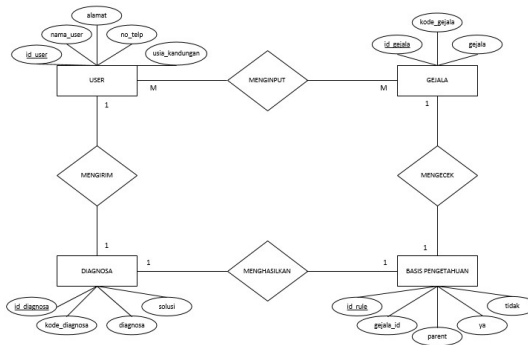 alamat
nama_user
no_telp
id_user
usia_kandungan
USER
kode_gejala
id_gejala
gejala
GEJALA
M
MENGINPUT
M
1
1
MENGIRIM
MENGECEK
1
1
DIAGNOSA
1
MENGHASILKAN
1
BASIS PENGETAHUAN
id_diagnosa
kode_diagnosa
diagnosa
solusi
id_rule
gejala_id
parent
ya
tidak